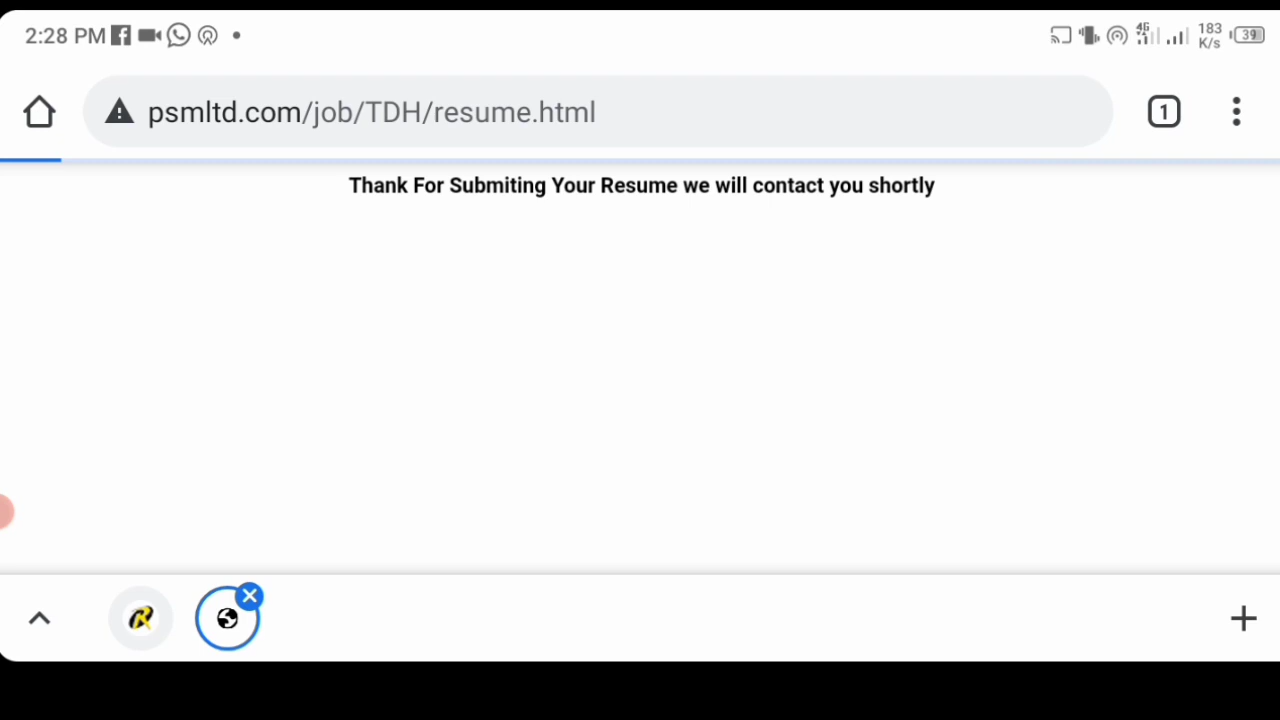 2:28 PM
4G
183
K/s
39
psmltd.com/job/TDH/resume.html
1
Thank For Submiting Your Resume we will contact you shortly